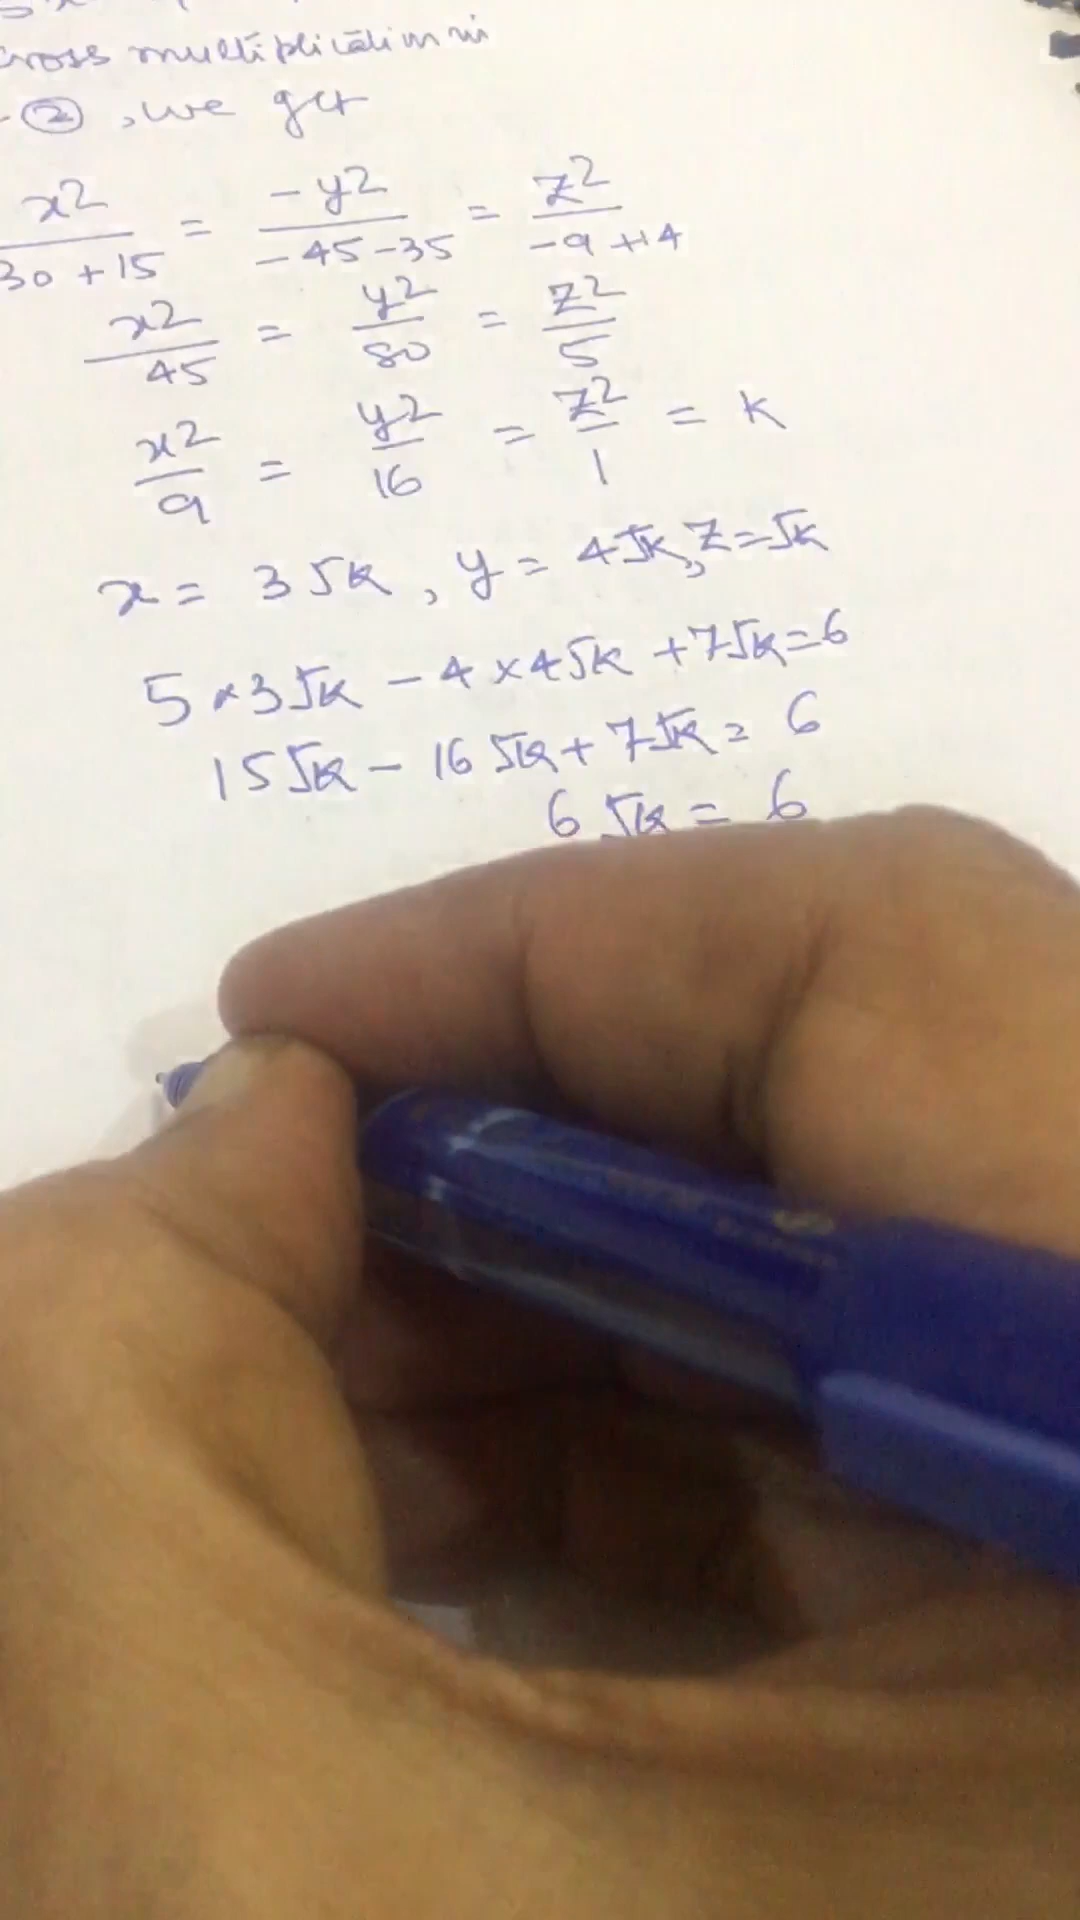 cross multiplication in
- ②, we get
x2/30+15 = -y2/-45-35 = z2/-9+14
x2/45 = y2/80 = z2/5
x2/9 = y2/16 = z2/1 = k
x = 3√k, y = 4√k, z=√k
5×3√k - 4×4√k +7√k=6
15√k - 16√k + 7√k = 6
6√k = 6